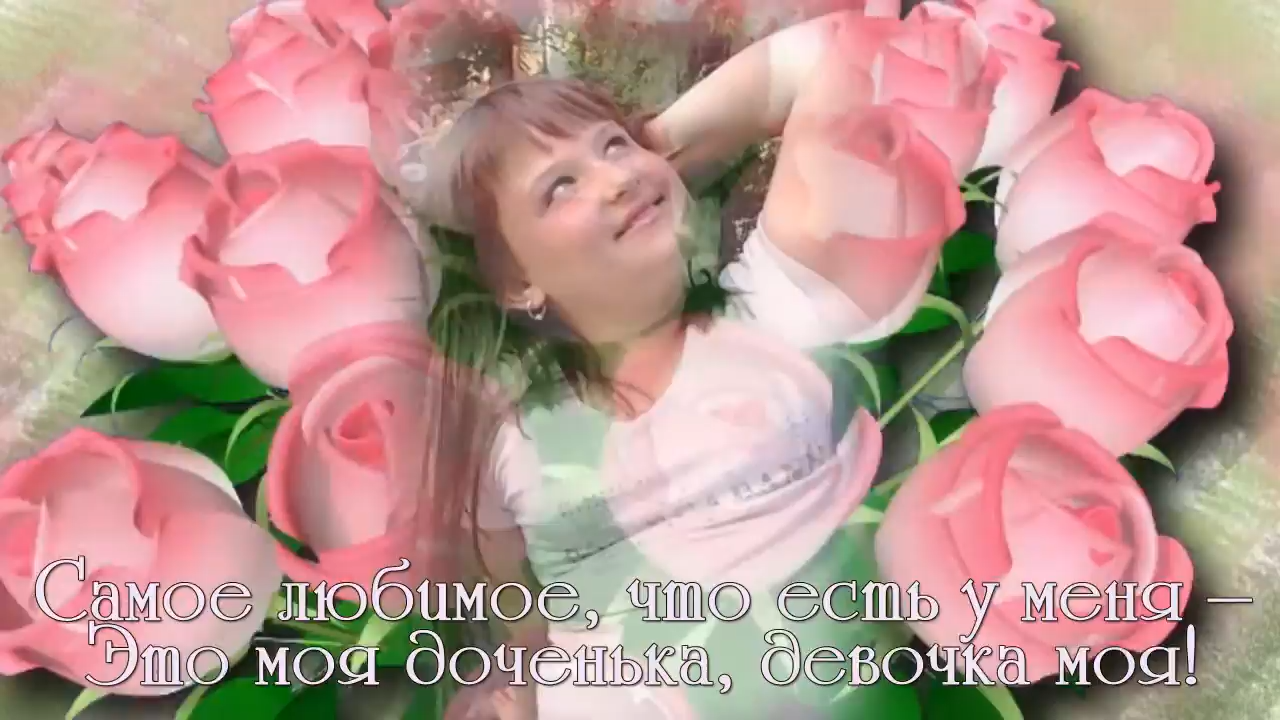 Самое любимое, что есть у меня –
Это моя доченька, девочка моя!